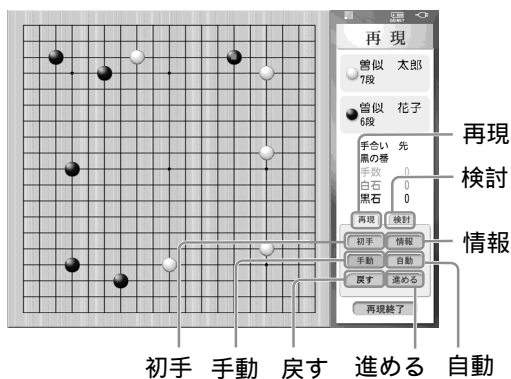 再現
曽似 太郎
7段
曽似 花子
6段
手合い 先
黒の番
手数 0
白石 0
黒石 0
再現 検討
初手 情報
手動 自動
戻す 進める
再現終了
再現
検討
情報
初手 手動 戻す 進める 自動